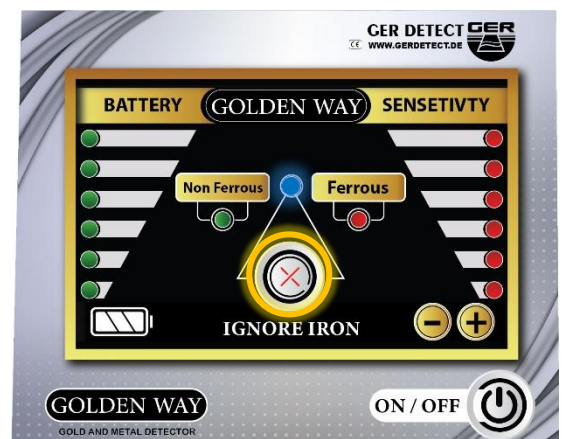 GER DETECT GER
CE WWW.GERDETECT.DE
BATTERY GOLDEN WAY SENSETIVTY
Non Ferrous Ferrous
IGNORE IRON
− +
GOLDEN WAY ON / OFF
GOLD AND METAL DETECTOR